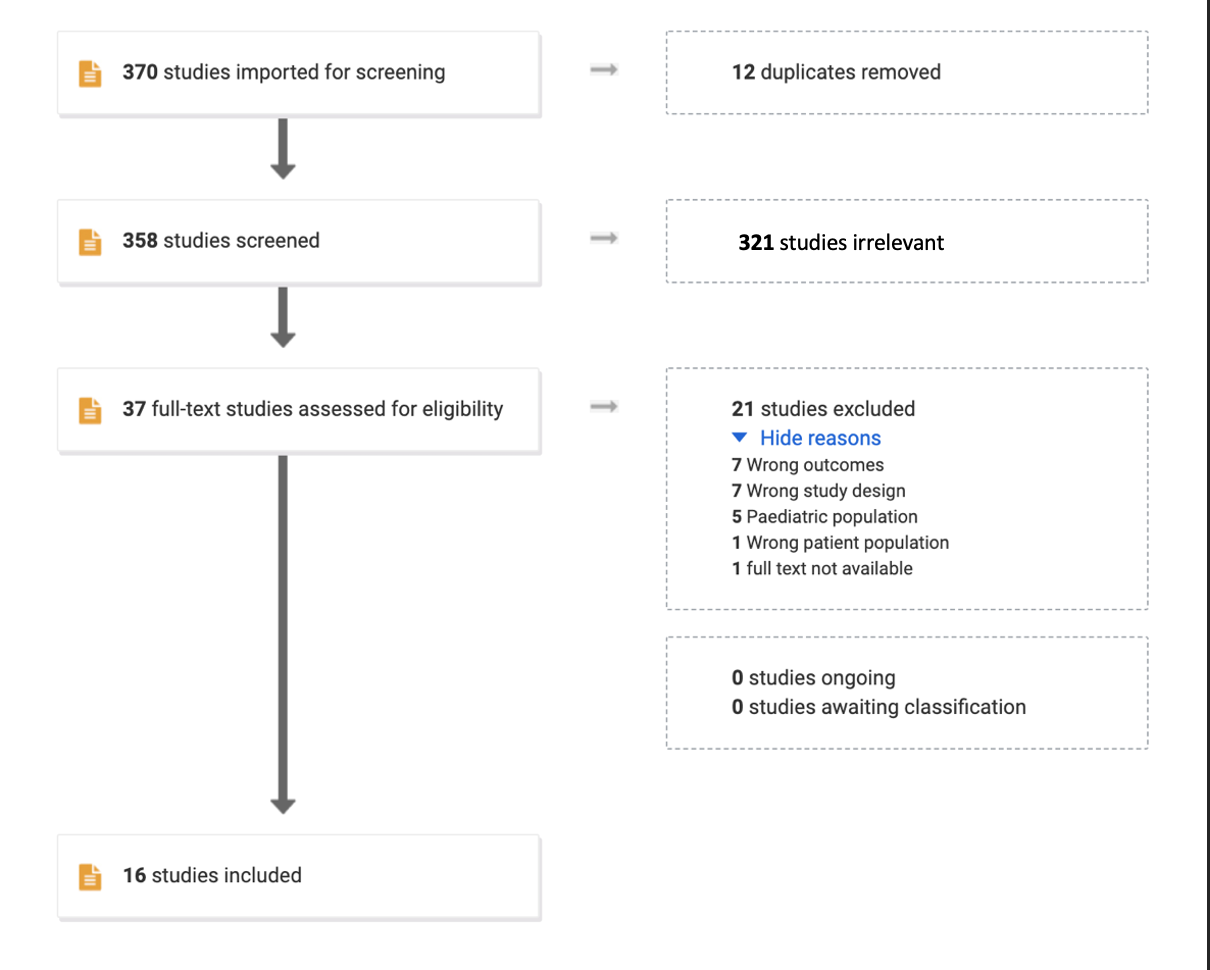 370 studies imported for screening
12 duplicates removed
358 studies screened
321 studies irrelevant
37 full-text studies assessed for eligibility
21 studies excluded
Hide reasons
7 Wrong outcomes
7 Wrong study design
5 Paediatric population
1 Wrong patient population
1 full text not available
0 studies ongoing
0 studies awaiting classification
16 studies included